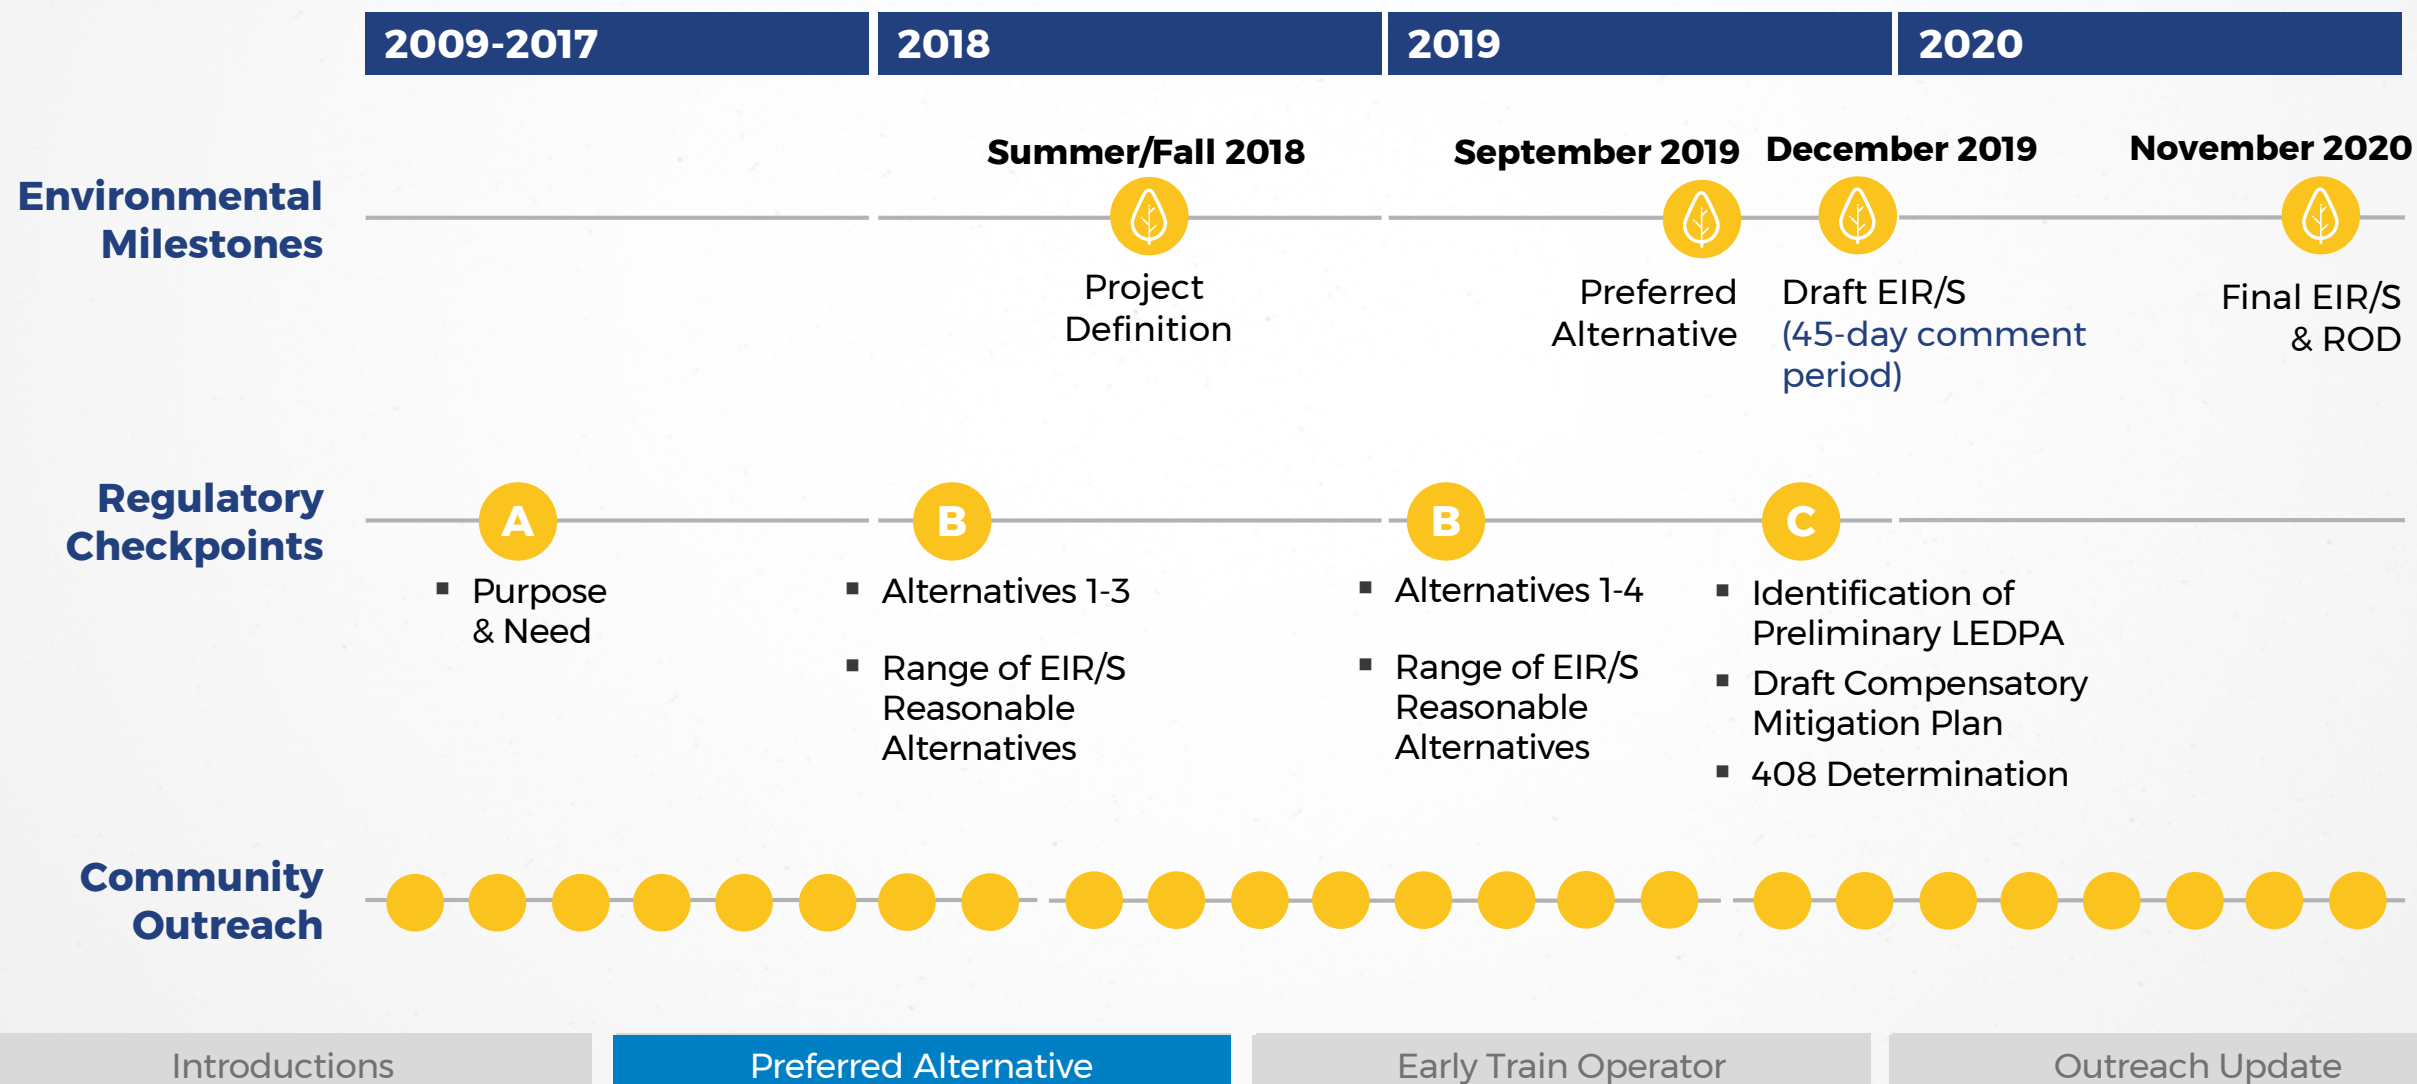 2009-2017
2018
2019
2020
Environmental
Milestones
Summer/Fall 2018
Project
Definition
September 2019
Preferred
Alternative
December 2019
Draft EIR/S
(45-day comment
period)
November 2020
Final EIR/S
& ROD
Regulatory
Checkpoints
A
▪ Purpose
& Need
B
▪ Alternatives 1-3
▪ Range of EIR/S
Reasonable
Alternatives
B
▪ Alternatives 1-4
▪ Range of EIR/S
Reasonable
Alternatives
C
▪ Identification of
Preliminary LEDPA
▪ Draft Compensatory
Mitigation Plan
▪ 408 Determination
Community
Outreach
Introductions
Preferred Alternative
Early Train Operator
Outreach Update